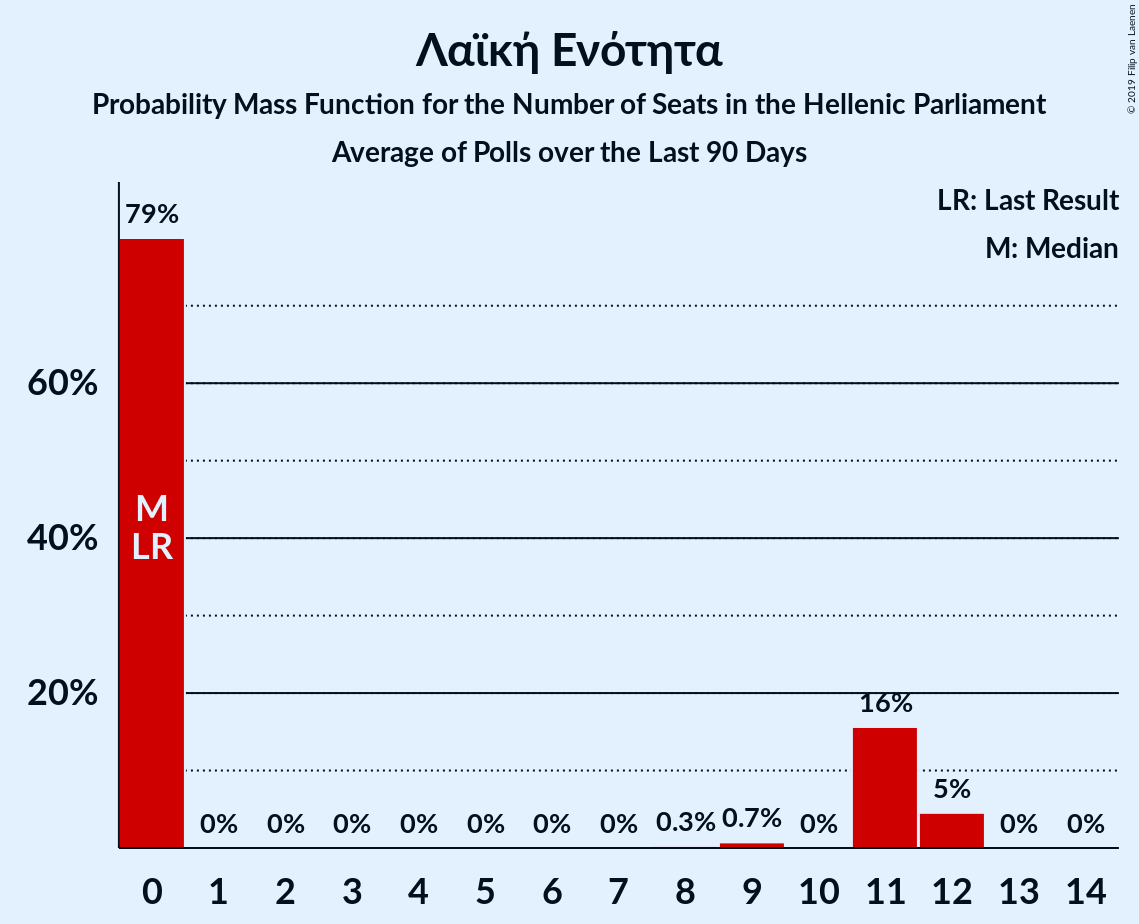 Λαϊκή Ενότητα
Probability Mass Function for the Number of Seats in the Hellenic Parliament
Average of Polls over the Last 90 Days
© 2019 Filip van Laenen
LR: Last Result
M: Median
79%
60%
40%
20%
M
LR
0% 0% 0% 0% 0% 0% 0% 0.3% 0.7% 0% 16% 5% 0% 0%
0 1 2 3 4 5 6 7 8 9 10 11 12 13 14